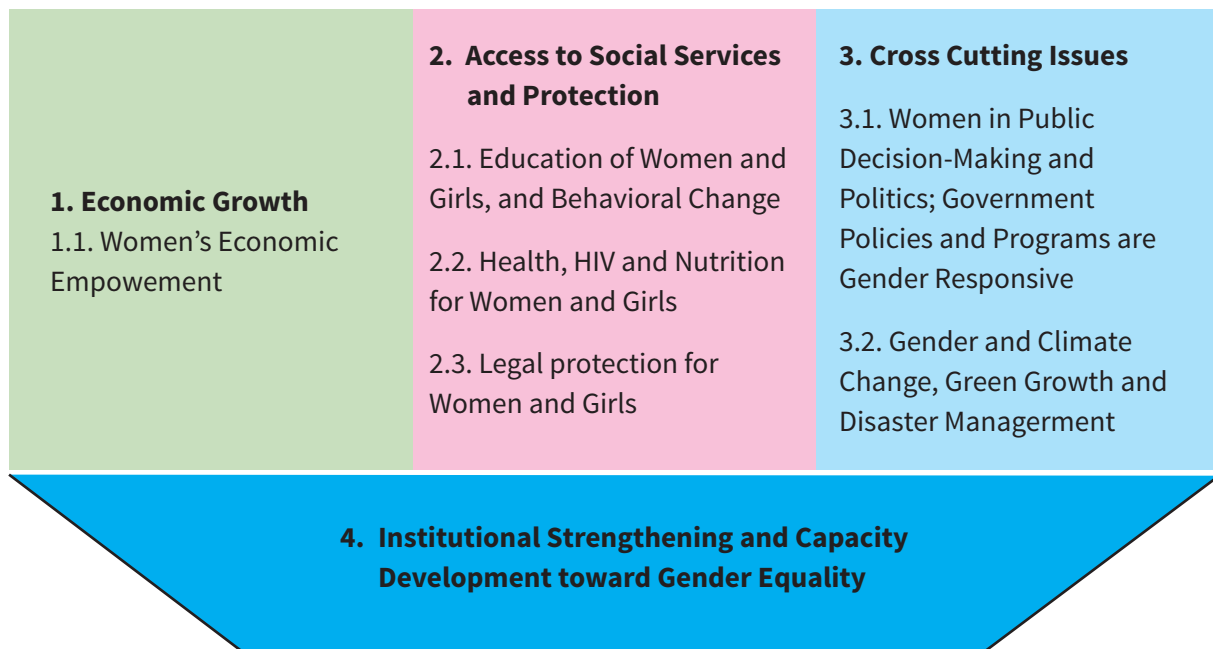 1. Economic Growth
1.1. Women’s Economic
Empowement
2. Access to Social Services
and Protection
2.1. Education of Women and
Girls, and Behavioral Change
2.2. Health, HIV and Nutrition
for Women and Girls
2.3. Legal protection for
Women and Girls
3. Cross Cutting Issues
3.1. Women in Public
Decision-Making and
Politics; Government
Policies and Programs are
Gender Responsive
3.2. Gender and Climate
Change, Green Growth and
Disaster Managerment
4. Institutional Strengthening and Capacity
Development toward Gender Equality